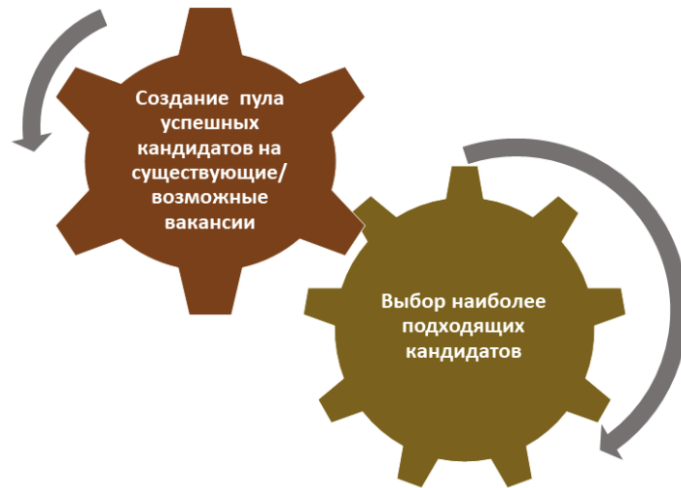 Создание пула
успешных
кандидатов на
существующие/
возможные
вакансии
Выбор наиболее
подходящих
кандидатов